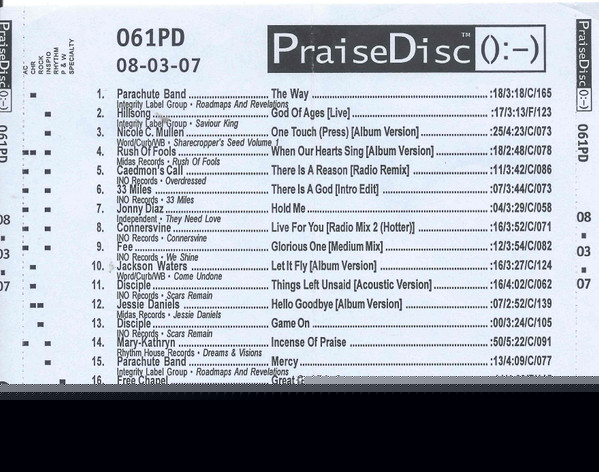 PraiseDisc ():-)
061PD
08-03-07
AC CHR ROCK INSPIO RHYTHM P & W SPECIALTY
061PD
PraiseDisc™ ():-)
08-03-07
1. Parachute Band The Way :18/3:18/C/165
Integrity Label Group • Roadmaps And Revelations
2. Hillsong God Of Ages [Live] :17/3:13/F/123
Integrity Label Group • Saviour King
3. Nicole C. Mullen One Touch (Press) [Album Version] :25/4:23/C/073
Word/Curb/WB • Sharecropper's Seed Volume 1
4. Rush Of Fools When Our Hearts Sing [Album Version] :18/2:48/C/078
Midas Records • Rush Of Fools
5. Caedmon's Call There Is A Reason [Radio Remix] :11/3:42/C/086
INO Records • Overdressed
6. 33 Miles There Is A God [Intro Edit] :07/3:44/C/073
INO Records • 33 Miles
7. Jonny Diaz Hold Me :04/3:29/C/058
Independent • They Need Love
8. Connersvine Live For You [Radio Mix 2 (Hotter)] :16/3:52/C/071
INO Records • Connersvine
9. Fee Glorious One [Medium Mix] :12/3:54/C/082
INO Records • We Shine
10. Jackson Waters Let It Fly [Album Version] :16/3:27/C/124
Word/Curb/WB • Come Undone
11. Disciple Things Left Unsaid [Acoustic Version] :16/4:02/C/062
INO Records • Scars Remain
12. Jessie Daniels Hello Goodbye [Album Version] :07/2:52/C/139
Midas Records • Jessie Daniels
13. Disciple Game On :00/3:24/C/105
INO Records • Scars Remain
14. Mary-Kathryn Incense Of Praise :50/5:22/C/091
Rhythm House Records • Dreams & Visions
15. Parachute Band Mercy :13/4:09/C/077
Integrity Label Group • Roadmaps And Revelations
16. Free Chapel Great
PraiseDisc ():-)
061PD
08-03-07